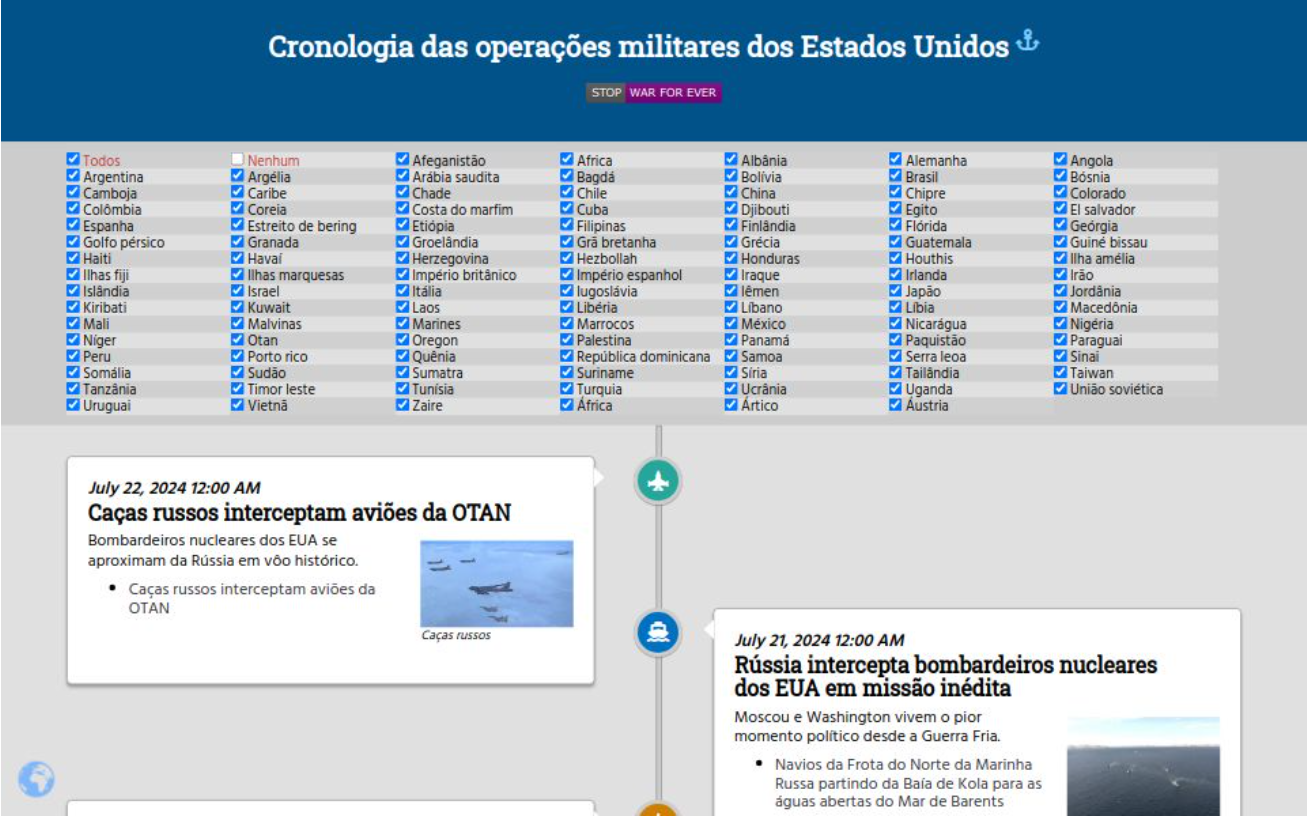 Cronologia das operações militares dos Estados Unidos
STOP WAR FOR EVER
Todos Nenhum Afeganistão Africa Albânia Alemanha Angola
Argentina Argélia Arábia saudita Bagdá Bolívia Brasil Bósnia
Camboja Caribe Chade Chile China Chipre Colorado
Colômbia Coreia Costa do marfim Cuba Djibouti Egito El salvador
Espanha Estreito de bering Etiópia Filipinas Finlândia Flórida Geórgia
Golfo pérsico Granada Groelândia Grã bretanha Grécia Guatemala Guiné bissau
Haiti Havaí Herzegovina Hezbollah Honduras Houthis Ilha amélia
Ilhas fiji Ilhas marquesas Império britânico Império espanhol Iraque Irlanda Irão
Islândia Israel Itália Iugoslávia Iêmen Japão Jordânia
Kiribati Kuwait Laos Libéria Líbano Líbia Macedônia
Mali Malvinas Marines Marrocos México Nicarágua Nigéria
Níger Otan Oregon Palestina Panamá Paquistão Paraguai
Peru Porto rico Quênia República dominicana Samoa Serra leoa Sinai
Somália Sudão Sumatra Suriname Síria Tailândia Taiwan
Tanzânia Timor leste Tunísia Turquia Ucrânia Uganda União soviética
Uruguai Vietnã Zaire África Ártico Áustria
July 22, 2024 12:00 AM
Caças russos interceptam aviões da OTAN
Bombardeiros nucleares dos EUA se
aproximam da Rússia em vôo histórico.
• Caças russos interceptam aviões da
OTAN
Caças russos
July 21, 2024 12:00 AM
Rússia intercepta bombardeiros nucleares
dos EUA em missão inédita
Moscou e Washington vivem o pior
momento político desde a Guerra Fria.
• Navios da Frota do Norte da Marinha
Russa partindo da Baía de Kola para as
águas abertas do Mar de Barents